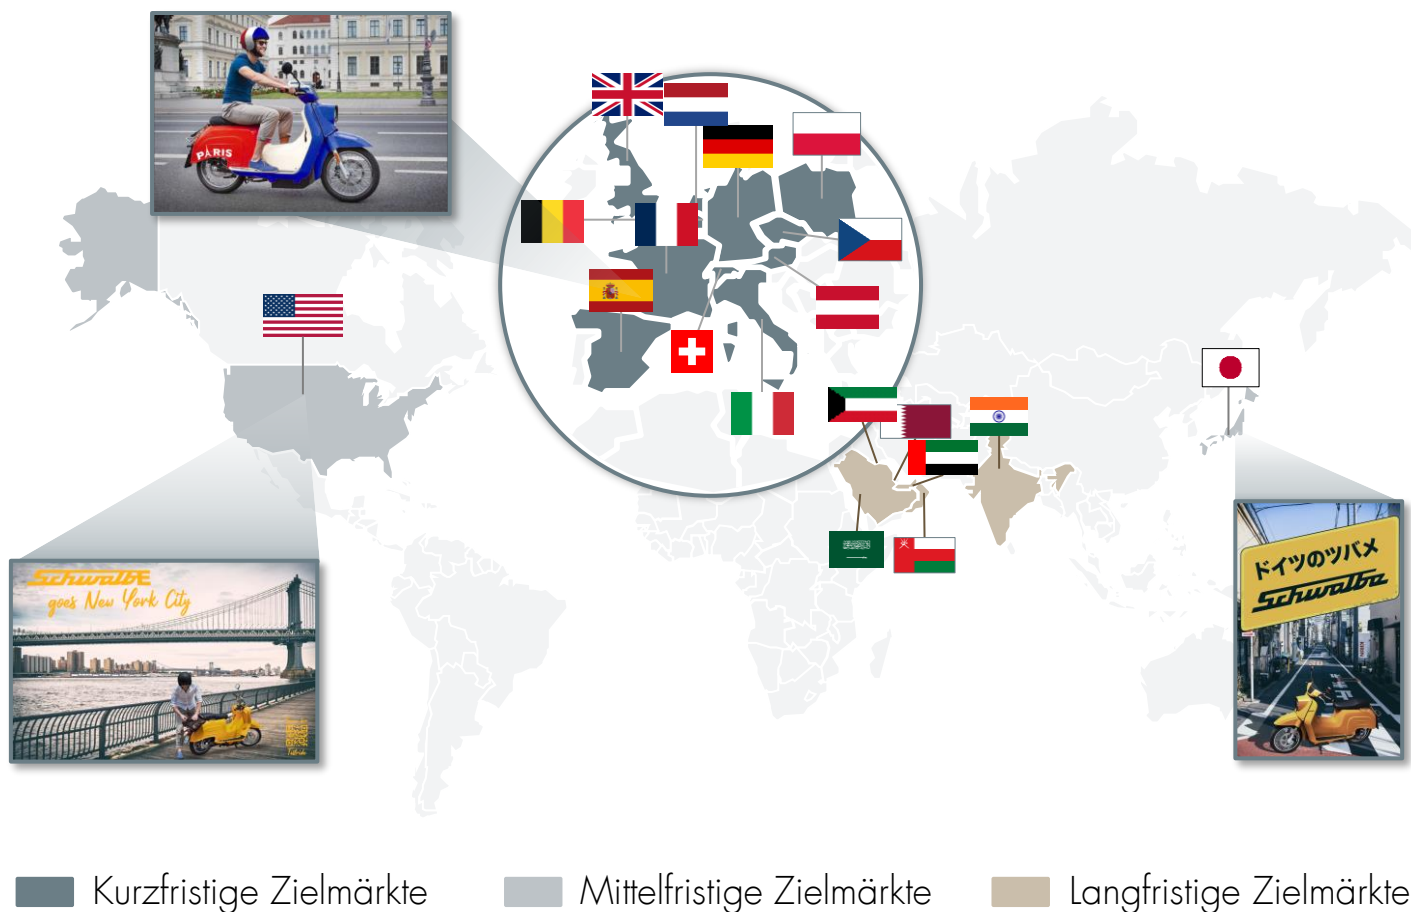 PARIS
Schwalbe
goes New York City
ドイツのツバメ
Schwalbe
Kurzfristige Zielmärkte
Mittelfristige Zielmärkte
Langfristige Zielmärkte